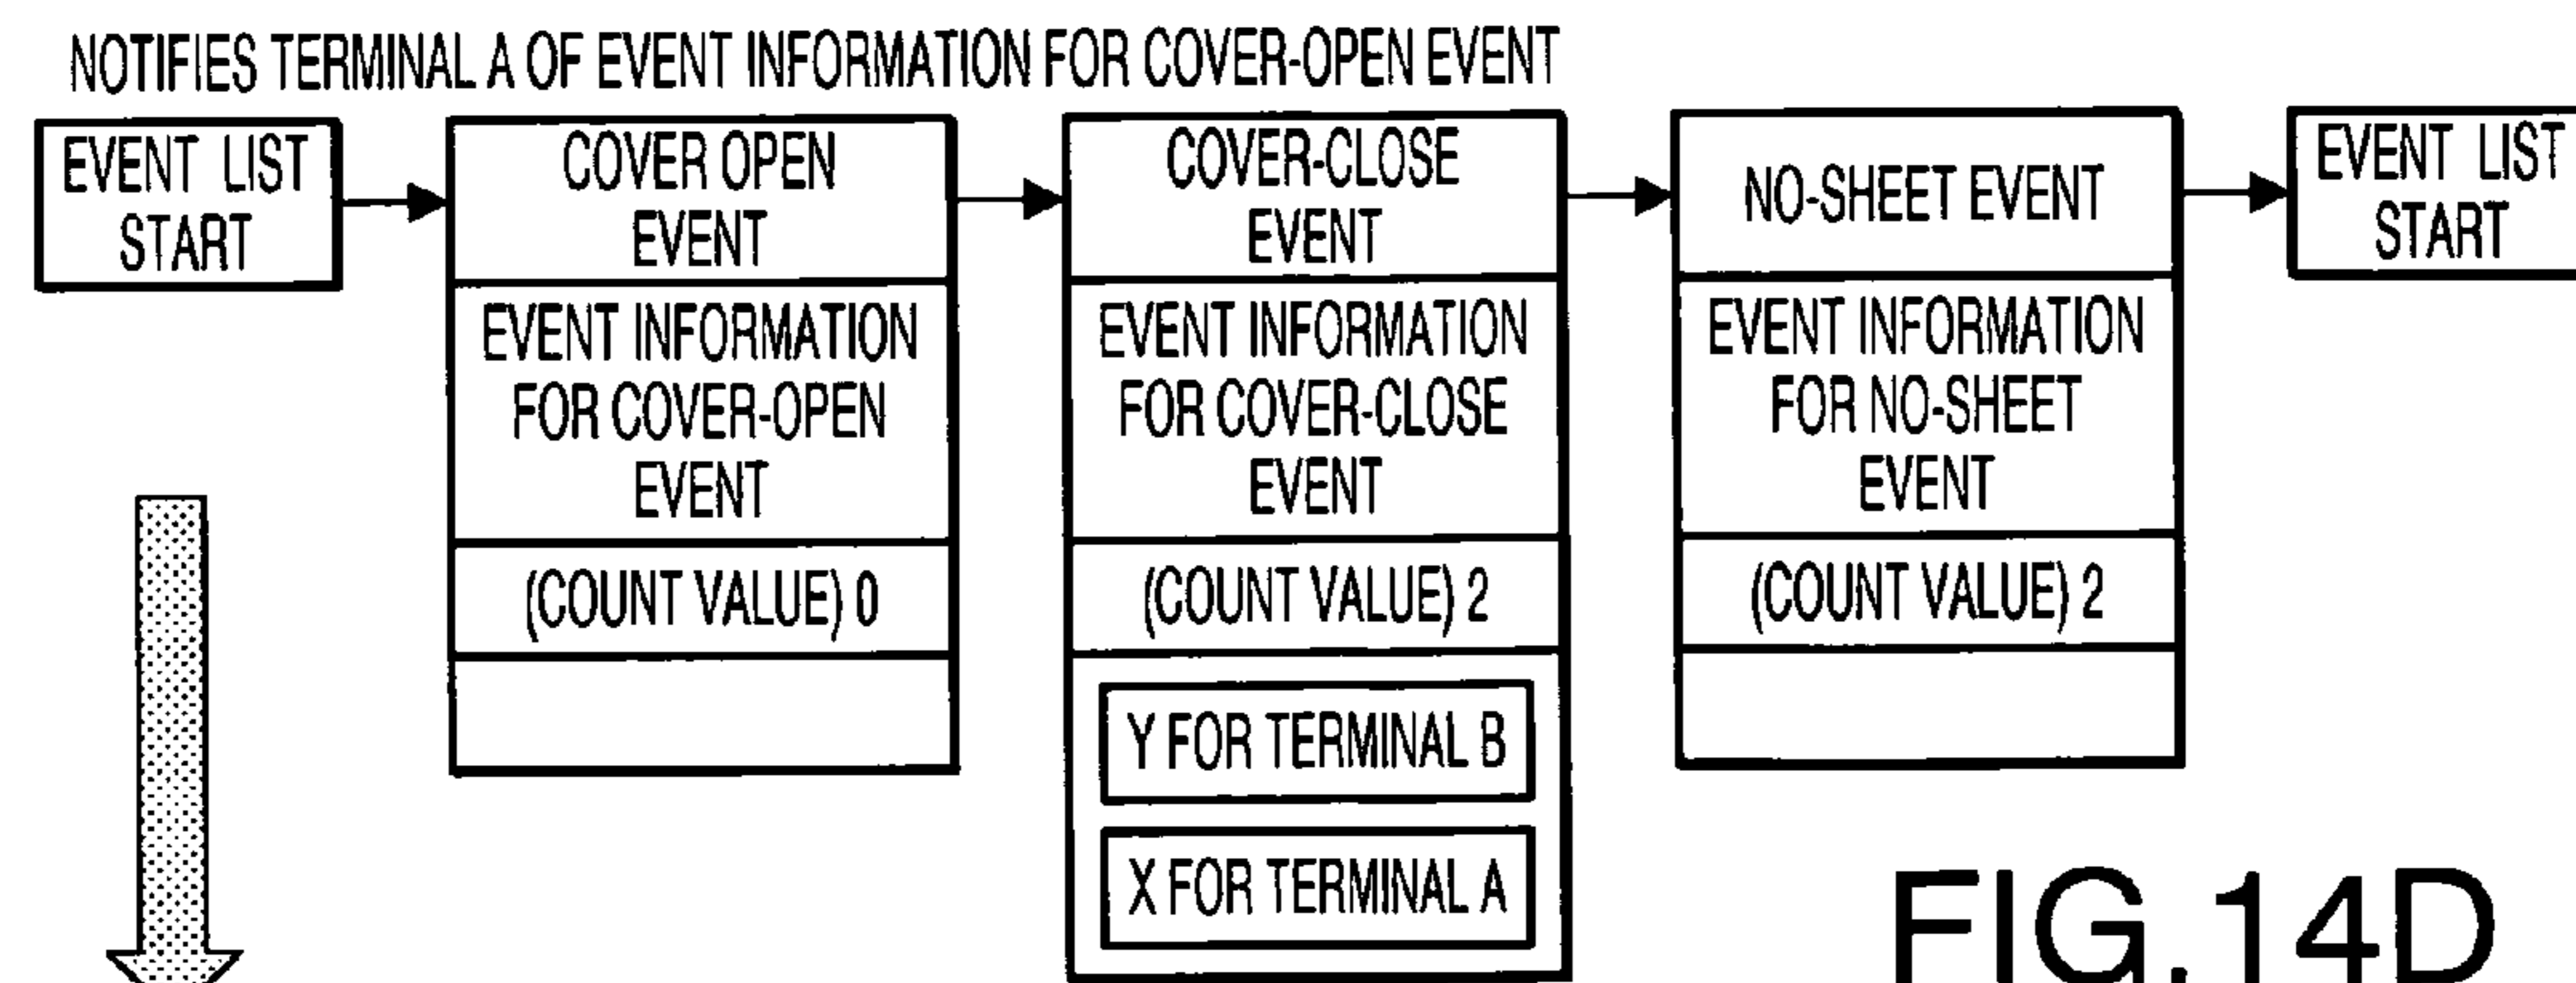 NOTIFIES TERMINAL A OF EVENT INFORMATION FOR COVER-OPEN EVENT
EVENT LIST
START
COVER OPEN
EVENT
EVENT INFORMATION
FOR COVER-OPEN
EVENT
(COUNT VALUE) 0
COVER-CLOSE
EVENT
EVENT INFORMATION
FOR COVER-CLOSE
EVENT
(COUNT VALUE) 2
Y FOR TERMINAL B
X FOR TERMINAL A
NO-SHEET EVENT
EVENT INFORMATION
FOR NO-SHEET
EVENT
(COUNT VALUE) 2
EVENT LIST
START
FIG.14D